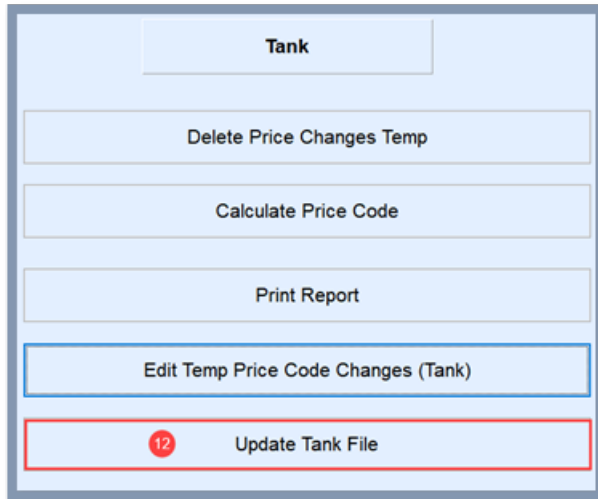 Tank
Delete Price Changes Temp
Calculate Price Code
Print Report
Edit Temp Price Code Changes (Tank)
12 Update Tank File